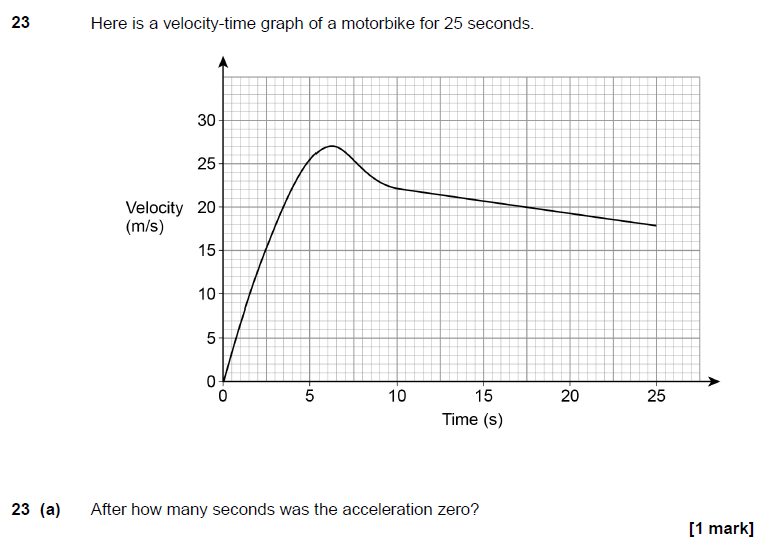 23 Here is a velocity-time graph of a motorbike for 25 seconds.
30
25
Velocity 20
(m/s)
15
10
5
0
0 5 10 15 20 25
Time (s)
23 (a) After how many seconds was the acceleration zero?
[1 mark]